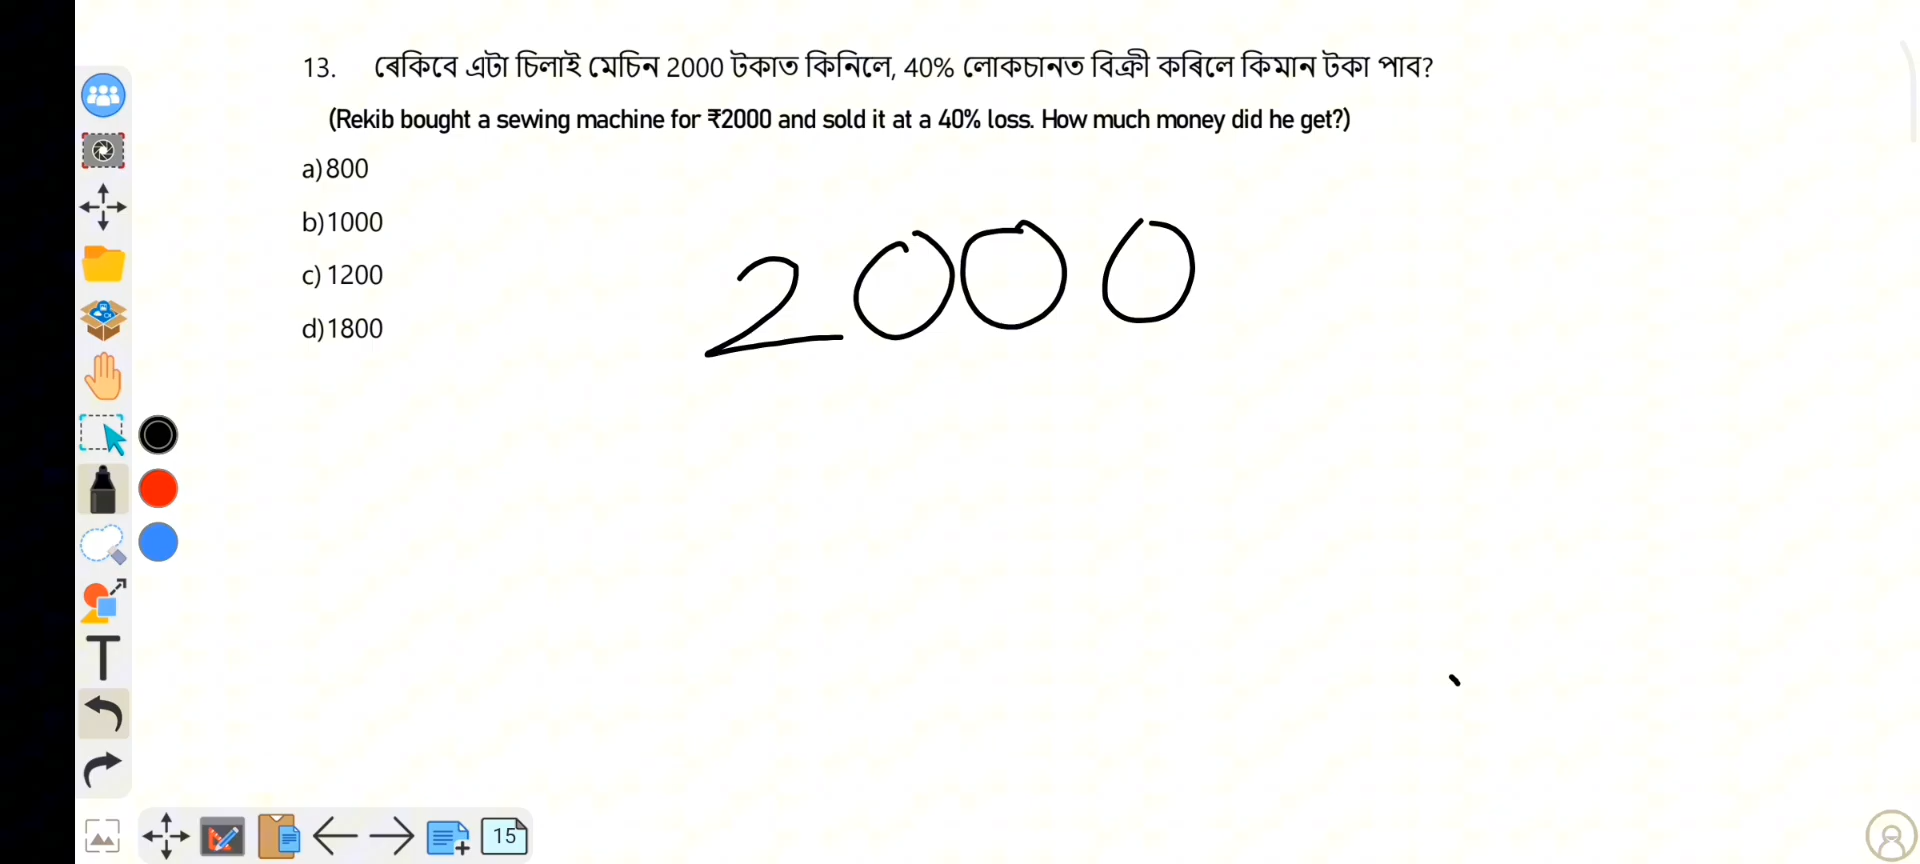 13. ৰেকিবে এটা চিলাই মেচিন 2000 টকাত কিনিলে, 40% লোকচানত বিক্ৰী কৰিলে কিমান টকা পাব?
(Rekib bought a sewing machine for ₹2000 and sold it at a 40% loss. How much money did he get?)
a)800
b)1000
c) 1200
d)1800
2000
T
15